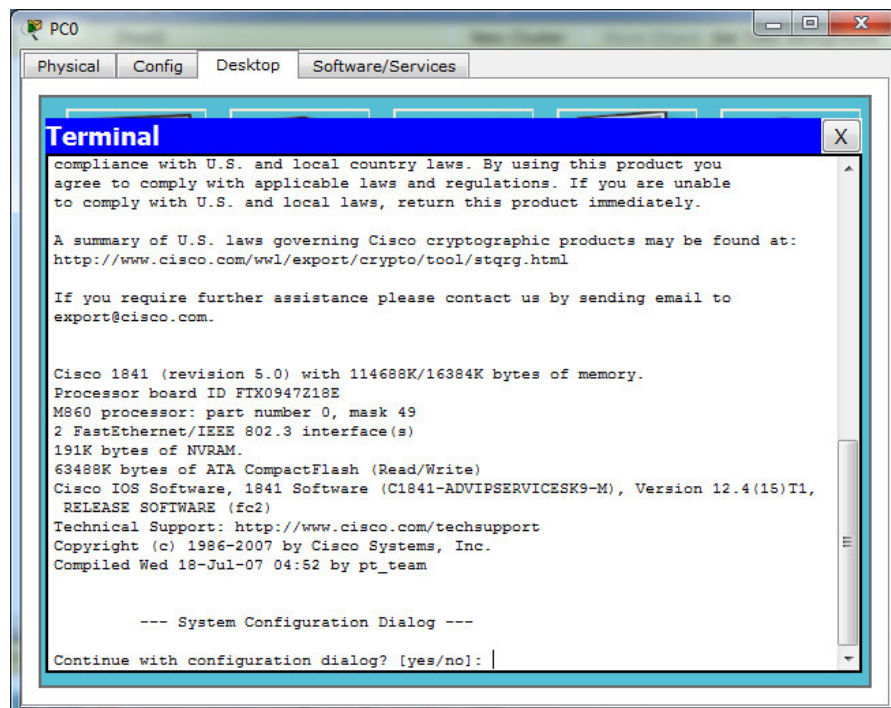 PC0
Physical Config Desktop Software/Services
Terminal X
compliance with U.S. and local country laws. By using this product you
agree to comply with applicable laws and regulations. If you are unable
to comply with U.S. and local laws, return this product immediately.
A summary of U.S. laws governing Cisco cryptographic products may be found at:
http://www.cisco.com/wwl/export/crypto/tool/stqrg.html
If you require further assistance please contact us by sending email to
export@cisco.com.
Cisco 1841 (revision 5.0) with 114688K/16384K bytes of memory.
Processor board ID FTX0947Z18E
M860 processor: part number 0, mask 49
2 FastEthernet/IEEE 802.3 interface(s)
191K bytes of NVRAM.
63488K bytes of ATA CompactFlash (Read/Write)
Cisco IOS Software, 1841 Software (C1841-ADVIPSERVICESK9-M), Version 12.4(15)T1,
RELEASE SOFTWARE (fc2)
Technical Support: http://www.cisco.com/techsupport
Copyright (c) 1986-2007 by Cisco Systems, Inc.
Compiled Wed 18-Jul-07 04:52 by pt_team
--- System Configuration Dialog ---
Continue with configuration dialog? [yes/no]: